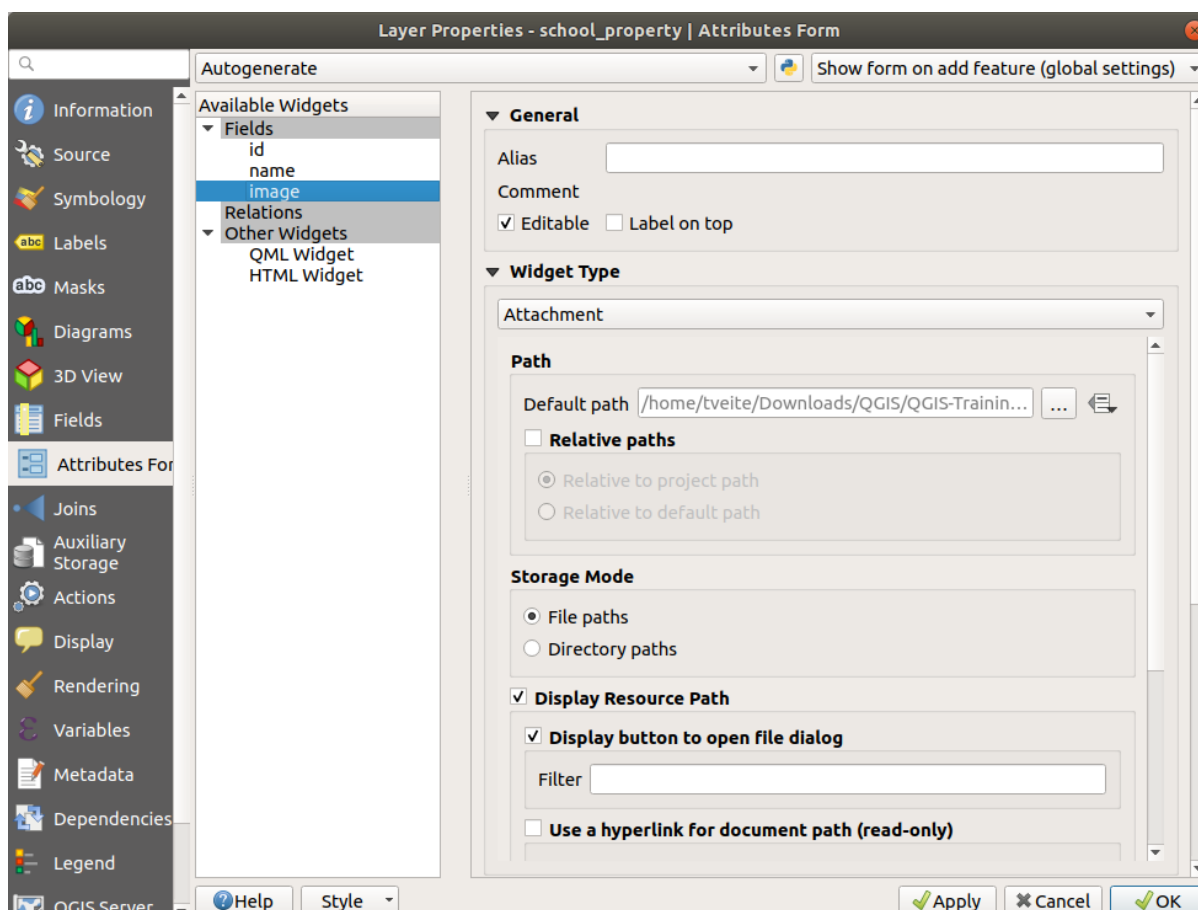 Layer Properties - school_property | Attributes Form
Autogenerate
Show form on add feature (global settings)
Information
Source
Symbology
abc Labels
abc Masks
Diagrams
3D View
Fields
Attributes For
Joins
Auxiliary
Storage
Actions
Display
Rendering
Variables
Metadata
Dependencies
Legend
QGIS Server
Available Widgets
Fields
id
name
image
Relations
Other Widgets
QML Widget
HTML Widget
General
Alias
Comment
Editable
Label on top
Widget Type
Attachment
Path
Default path /home/tveite/Downloads/QGIS/QGIS-Trainin... ...
Relative paths
Relative to project path
Relative to default path
Storage Mode
File paths
Directory paths
Display Resource Path
Display button to open file dialog
Filter
Use a hyperlink for document path (read-only)
Help
Style
Apply
Cancel
OK